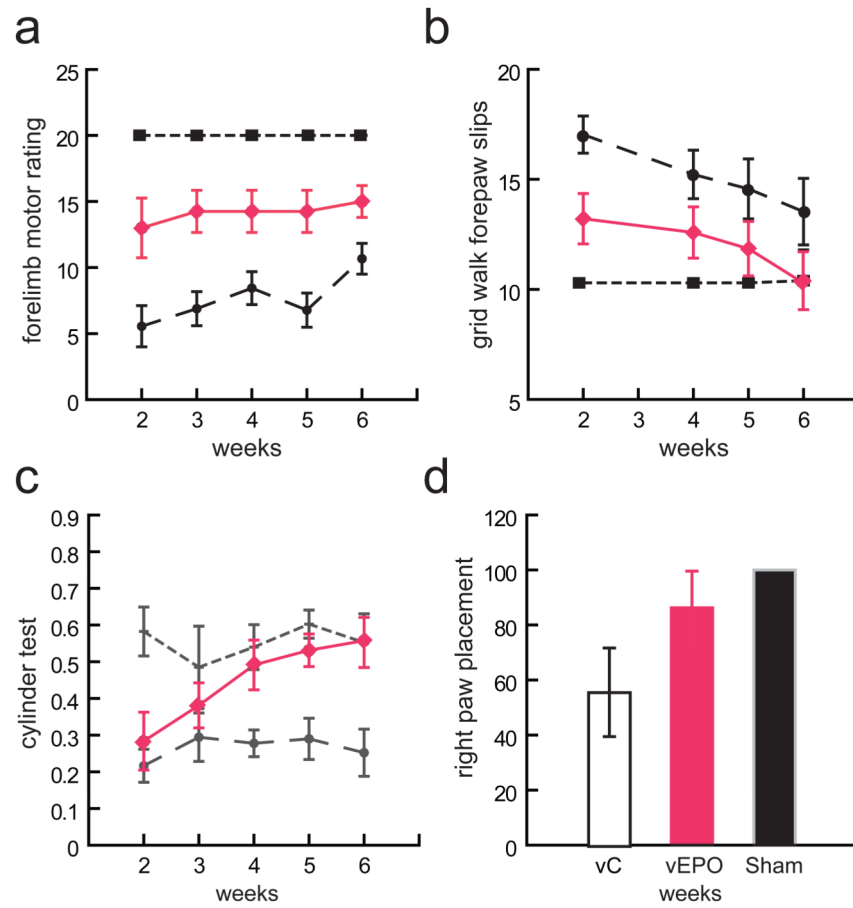 a
forelimb motor rating
25
20
15
10
5
0
2 3 4 5 6
weeks
b
grid walk forepaw slips
20
15
10
5
2 3 4 5 6
weeks
c
cylinder test
0.9
0.8
0.7
0.6
0.5
0.4
0.3
0.2
0.1
0
2 3 4 5 6
weeks
d
right paw placement
120
100
80
60
40
20
0
vC vEPO Sham
weeks